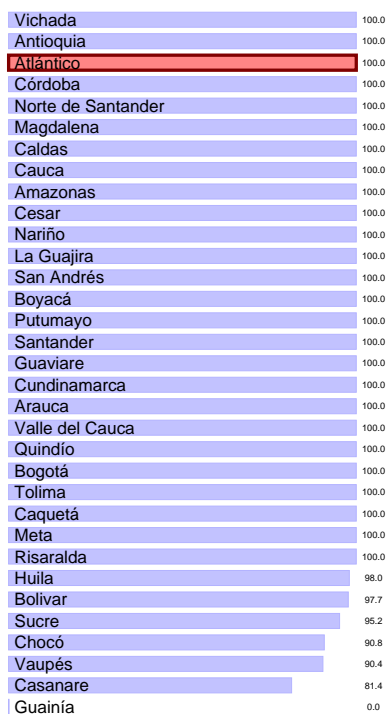 Vichada 100.0
Antioquia 100.0
Atlántico 100.0
Córdoba 100.0
Norte de Santander 100.0
Magdalena 100.0
Caldas 100.0
Cauca 100.0
Amazonas 100.0
Cesar 100.0
Nariño 100.0
La Guajira 100.0
San Andrés 100.0
Boyacá 100.0
Putumayo 100.0
Santander 100.0
Guaviare 100.0
Cundinamarca 100.0
Arauca 100.0
Valle del Cauca 100.0
Quindío 100.0
Bogotá 100.0
Tolima 100.0
Caquetá 100.0
Meta 100.0
Risaralda 100.0
Huila 98.0
Bolivar 97.7
Sucre 95.2
Chocó 90.8
Vaupés 90.4
Casanare 81.4
Guainía 0.0